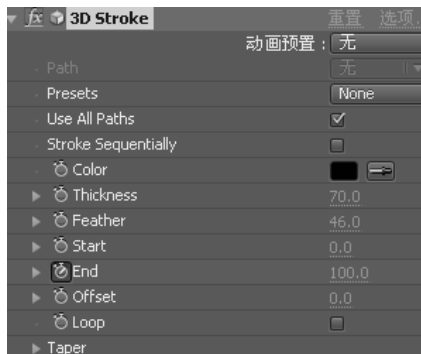 fx 3D Stroke 重置 选项.
动画预置：无
Path 无
Presets None
Use All Paths
Stroke Sequentially
Color
Thickness 70.0
Feather 46.0
Start 0.0
End 100.0
Offset 0.0
Loop
Taper